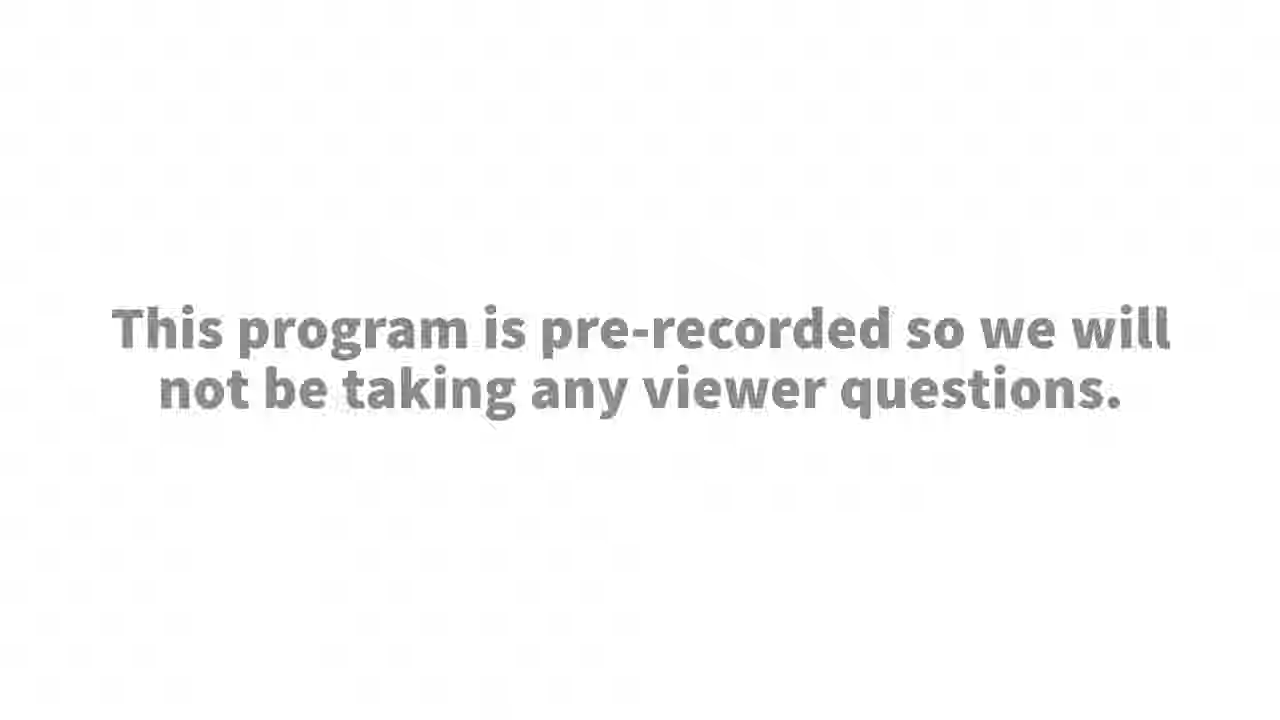 This program is pre-recorded so we will
not be taking any viewer questions.